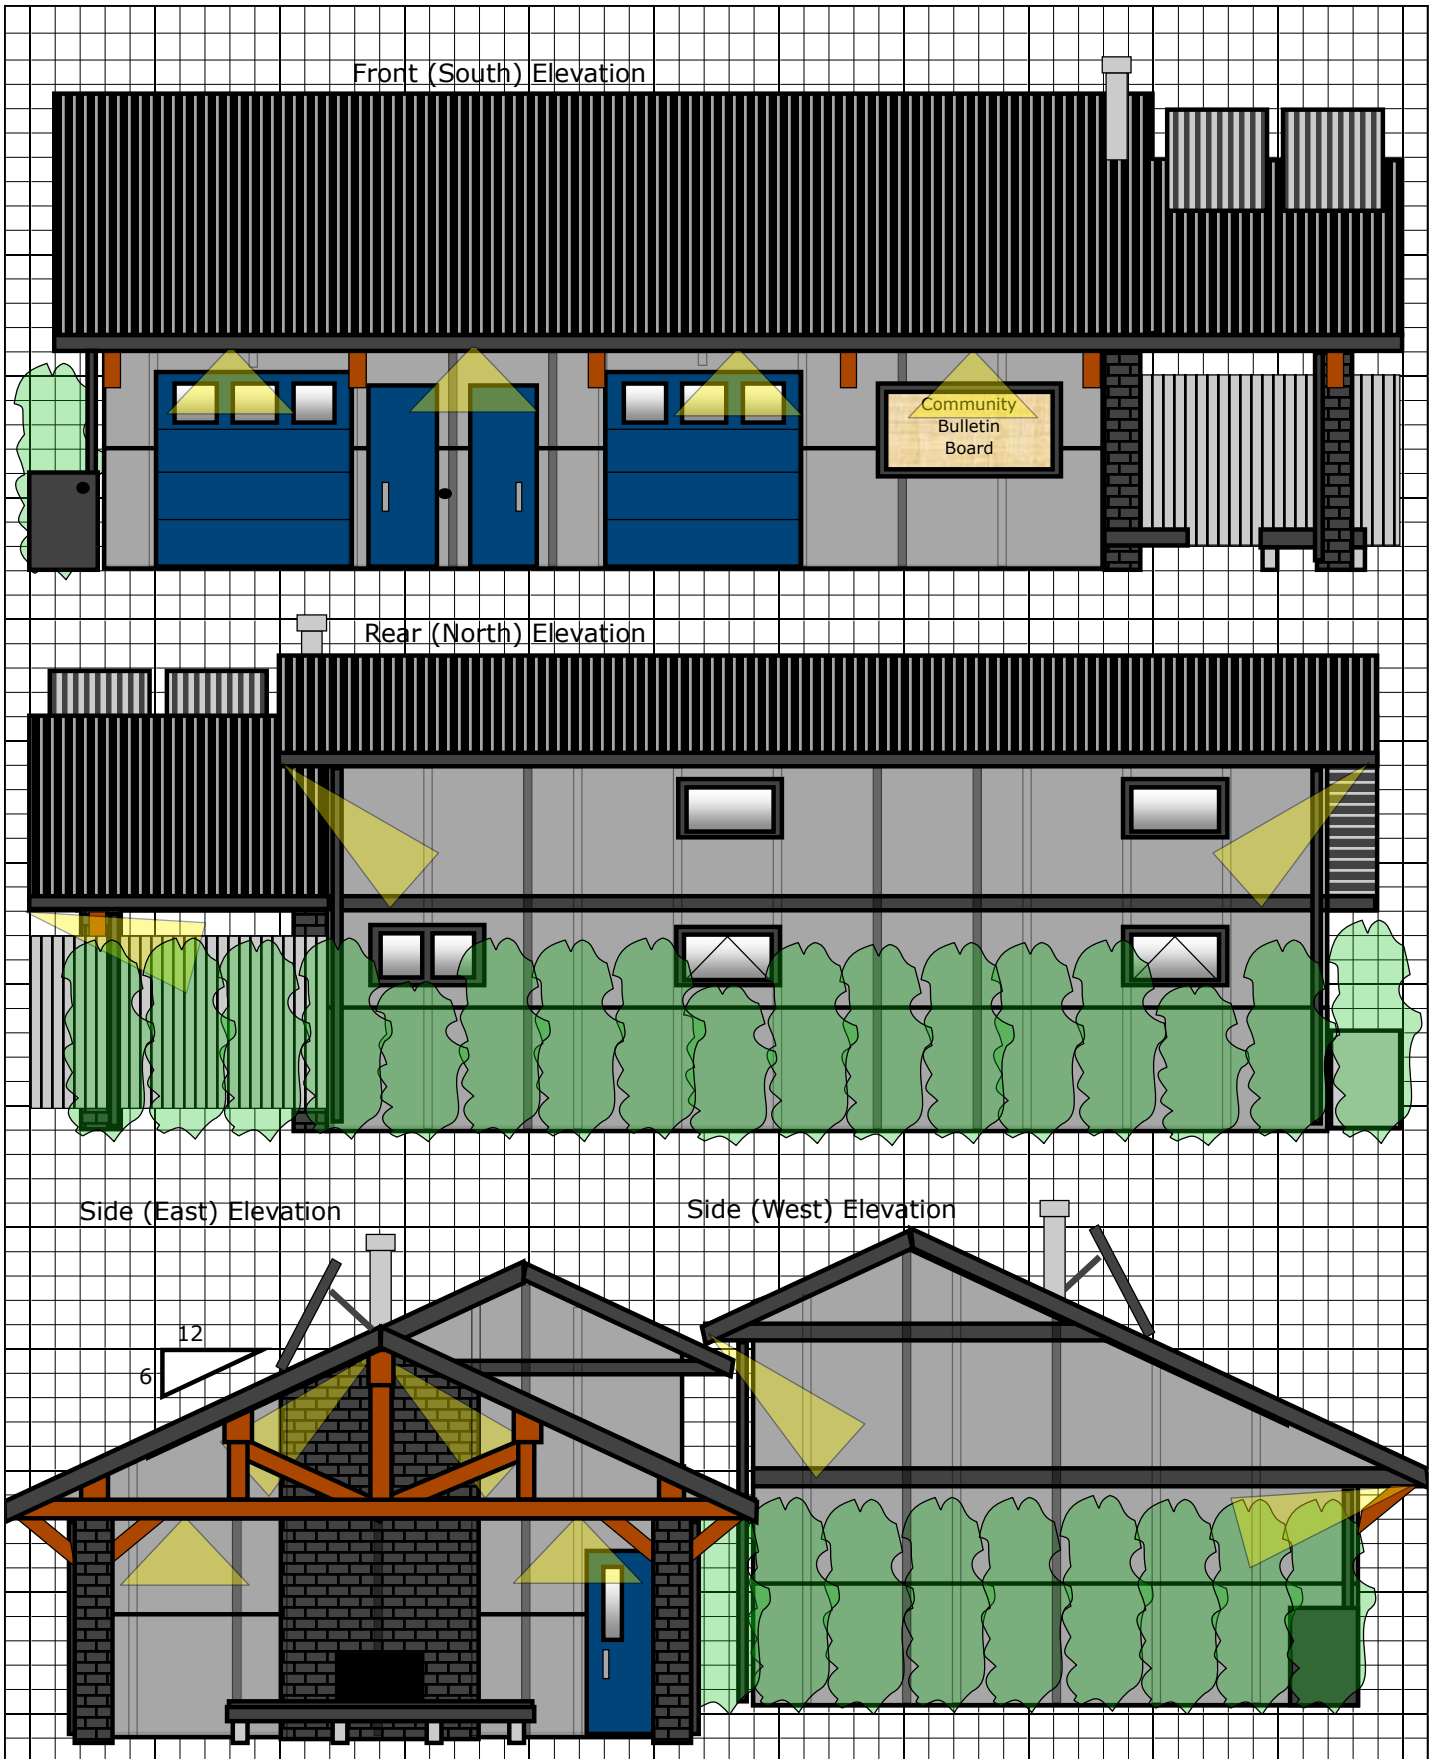 Front (South) Elevation
Community
Bulletin
Board
Rear (North) Elevation
Side (East) Elevation
Side (West) Elevation
12
6